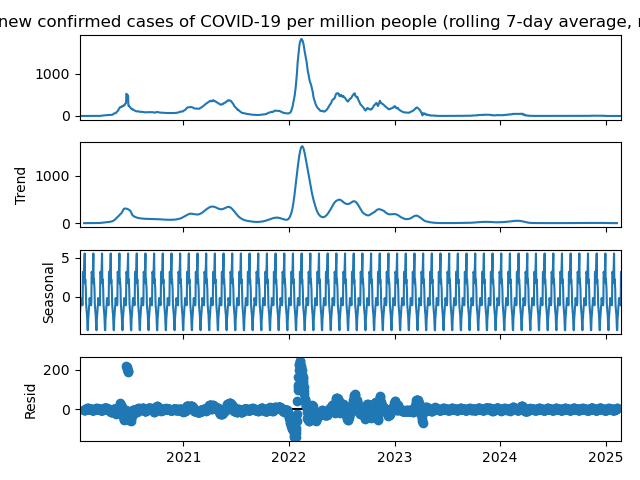 new confirmed cases of COVID-19 per million people (rolling 7-day average,
1000
0
Trend
1000
0
Seasonal
5
0
Resid
200
0
2021 2022 2023 2024 2025